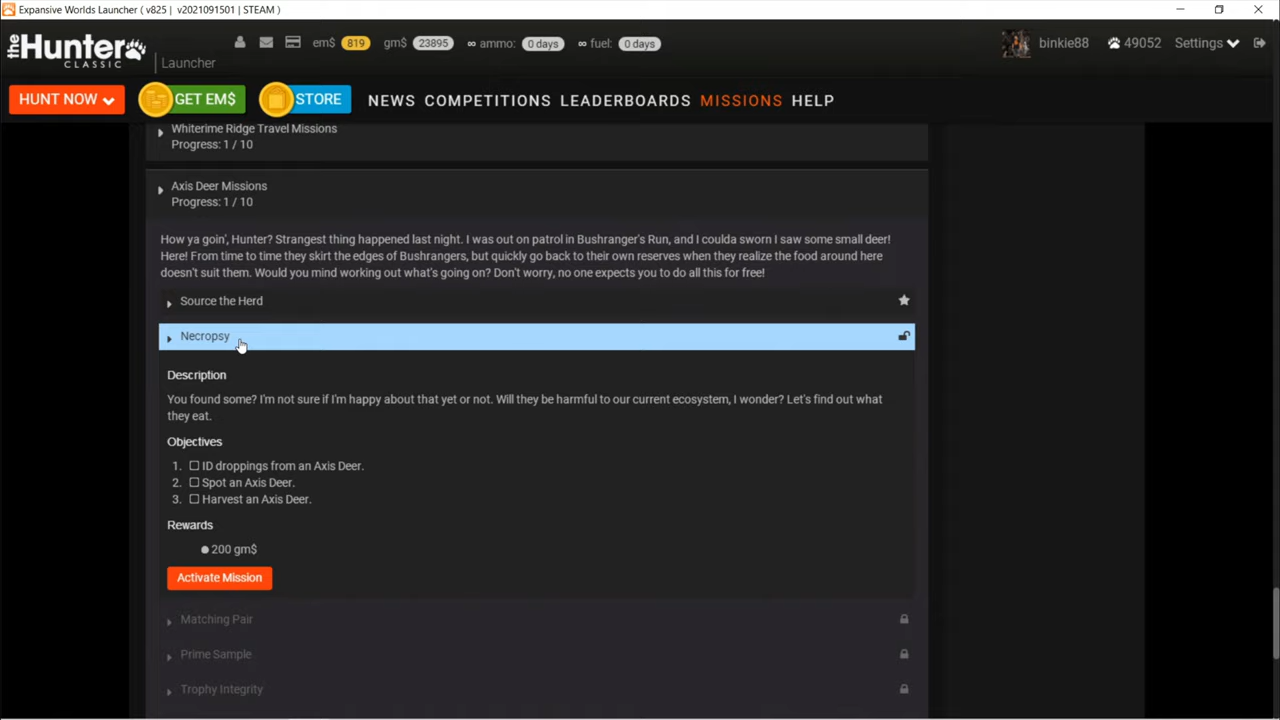 Expansive Worlds Launcher ( v825 | v2021091501 | STEAM )
theHunter CLASSIC | Launcher
em$ 819 gm$ 23895 ∞ ammo: 0 days ∞ fuel: 0 days
binkie88 49052 Settings
HUNT NOW GET EM$ STORE NEWS COMPETITIONS LEADERBOARDS MISSIONS HELP
Whiterime Ridge Travel Missions
Progress: 1 / 10
Axis Deer Missions
Progress: 1 / 10
How ya goin', Hunter? Strangest thing happened last night. I was out on patrol in Bushranger's Run, and I coulda sworn I saw some small deer!
Here! From time to time they skirt the edges of Bushrangers, but quickly go back to their own reserves when they realize the food around here
doesn't suit them. Would you mind working out what's going on? Don't worry, no one expects you to do all this for free!
Source the Herd
Necropsy
Description
You found some? I'm not sure if I'm happy about that yet or not. Will they be harmful to our current ecosystem, I wonder? Let's find out what
they eat.
Objectives
1. ID droppings from an Axis Deer.
2. Spot an Axis Deer.
3. Harvest an Axis Deer.
Rewards
200 gm$
Activate Mission
Matching Pair
Prime Sample
Trophy Integrity